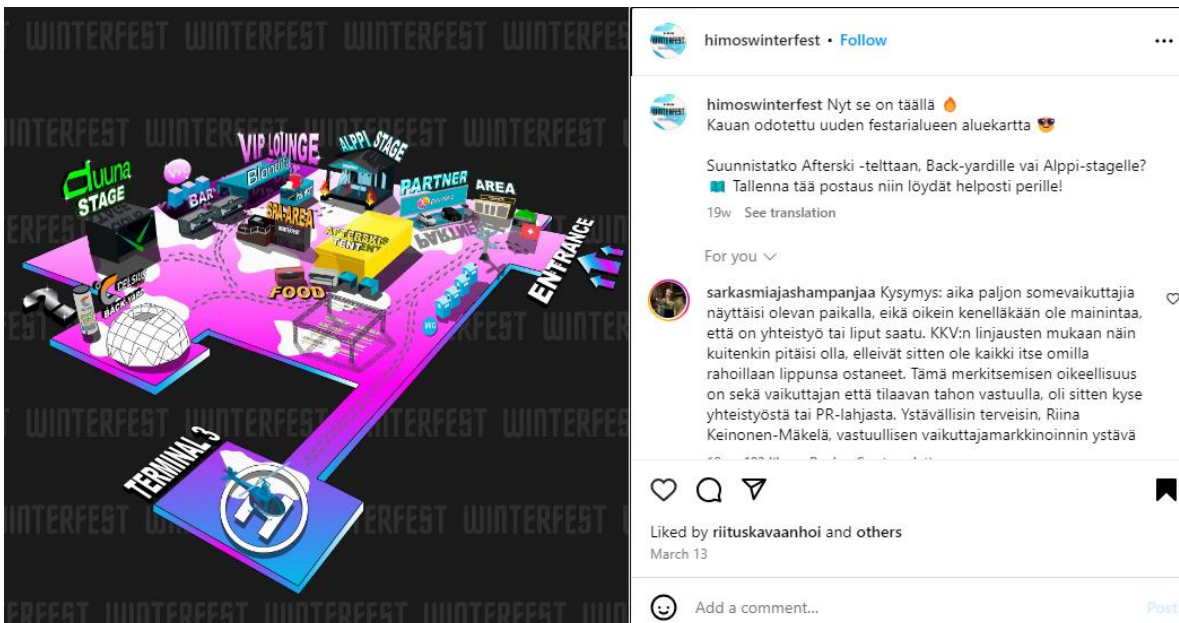 WINTERFEST WINTERFEST WINTERFEST WINTERFES
VIP LOUNGE
ALPPI STAGE
duuna
STAGE
BAR
Blondit
PARTNER AREA
SPA-AREA
AFTERSKI
TENT
FOOD
ENTRANCE
CELSIUS
BACK-YARD
WC
TERMINAL 3
H
WINTERFEST
himoswinterfest • Follow
himoswinterfest Nyt se on täällä 🔥
Kauan odotettu uuden festarialueen aluekartta 😎
Suunnistatko Afterski -telttaan, Back-yardille vai Alppi-stagelle?
📖 Tallenna tää postaus niin löydät helposti perille!
19w See translation
For you
sarkasmiajashampanjaa Kysymys: aika paljon somevaikuttajia
näyttäisi olevan paikalla, eikä oikein kenelläkään ole mainintaa,
että on yhteistyö tai liput saatu. KKV:n linjausten mukaan näin
kuitenkin pitäisi olla, elleivät sitten ole kaikki itse omilla
rahoillaan lippunsa ostaneet. Tämä merkitsemisen oikeellisuus
on sekä vaikuttajan että tilaavan tahon vastuulla, oli sitten kyse
yhteistyöstä tai PR-lahjasta. Ystävällisin terveisin, Riina
Keinonen-Mäkelä, vastuullisen vaikuttajamarkkinoinnin ystävä
Liked by riituskavaanhoi and others
March 13
Add a comment...
Post